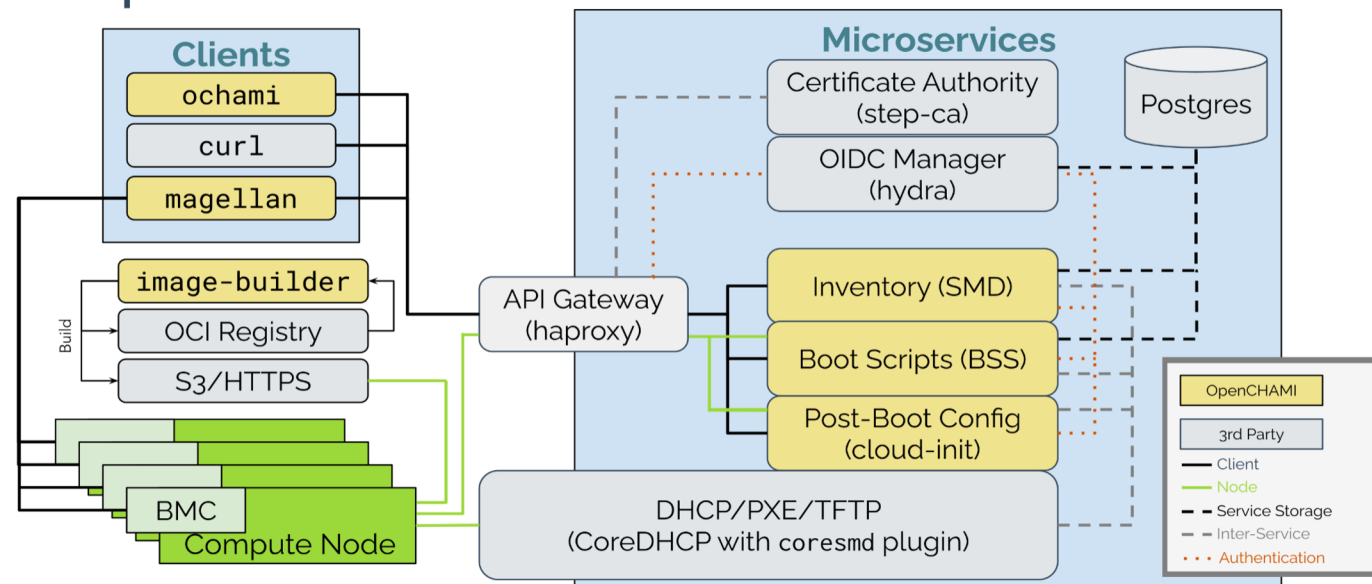 Clients
ochami
curl
magellan
image-builder
OCI Registry
S3/HTTPS
Build
BMC
Compute Node
API Gateway
(haproxy)
Microservices
Certificate Authority
(step-ca)
OIDC Manager
(hydra)
Postgres
Inventory (SMD)
Boot Scripts (BSS)
Post-Boot Config
(cloud-init)
DHCP/PXE/TFTP
(CoreDHCP with coresmd plugin)
OpenCHAMI
3rd Party
Client
Node
Service Storage
Inter-Service
Authentication